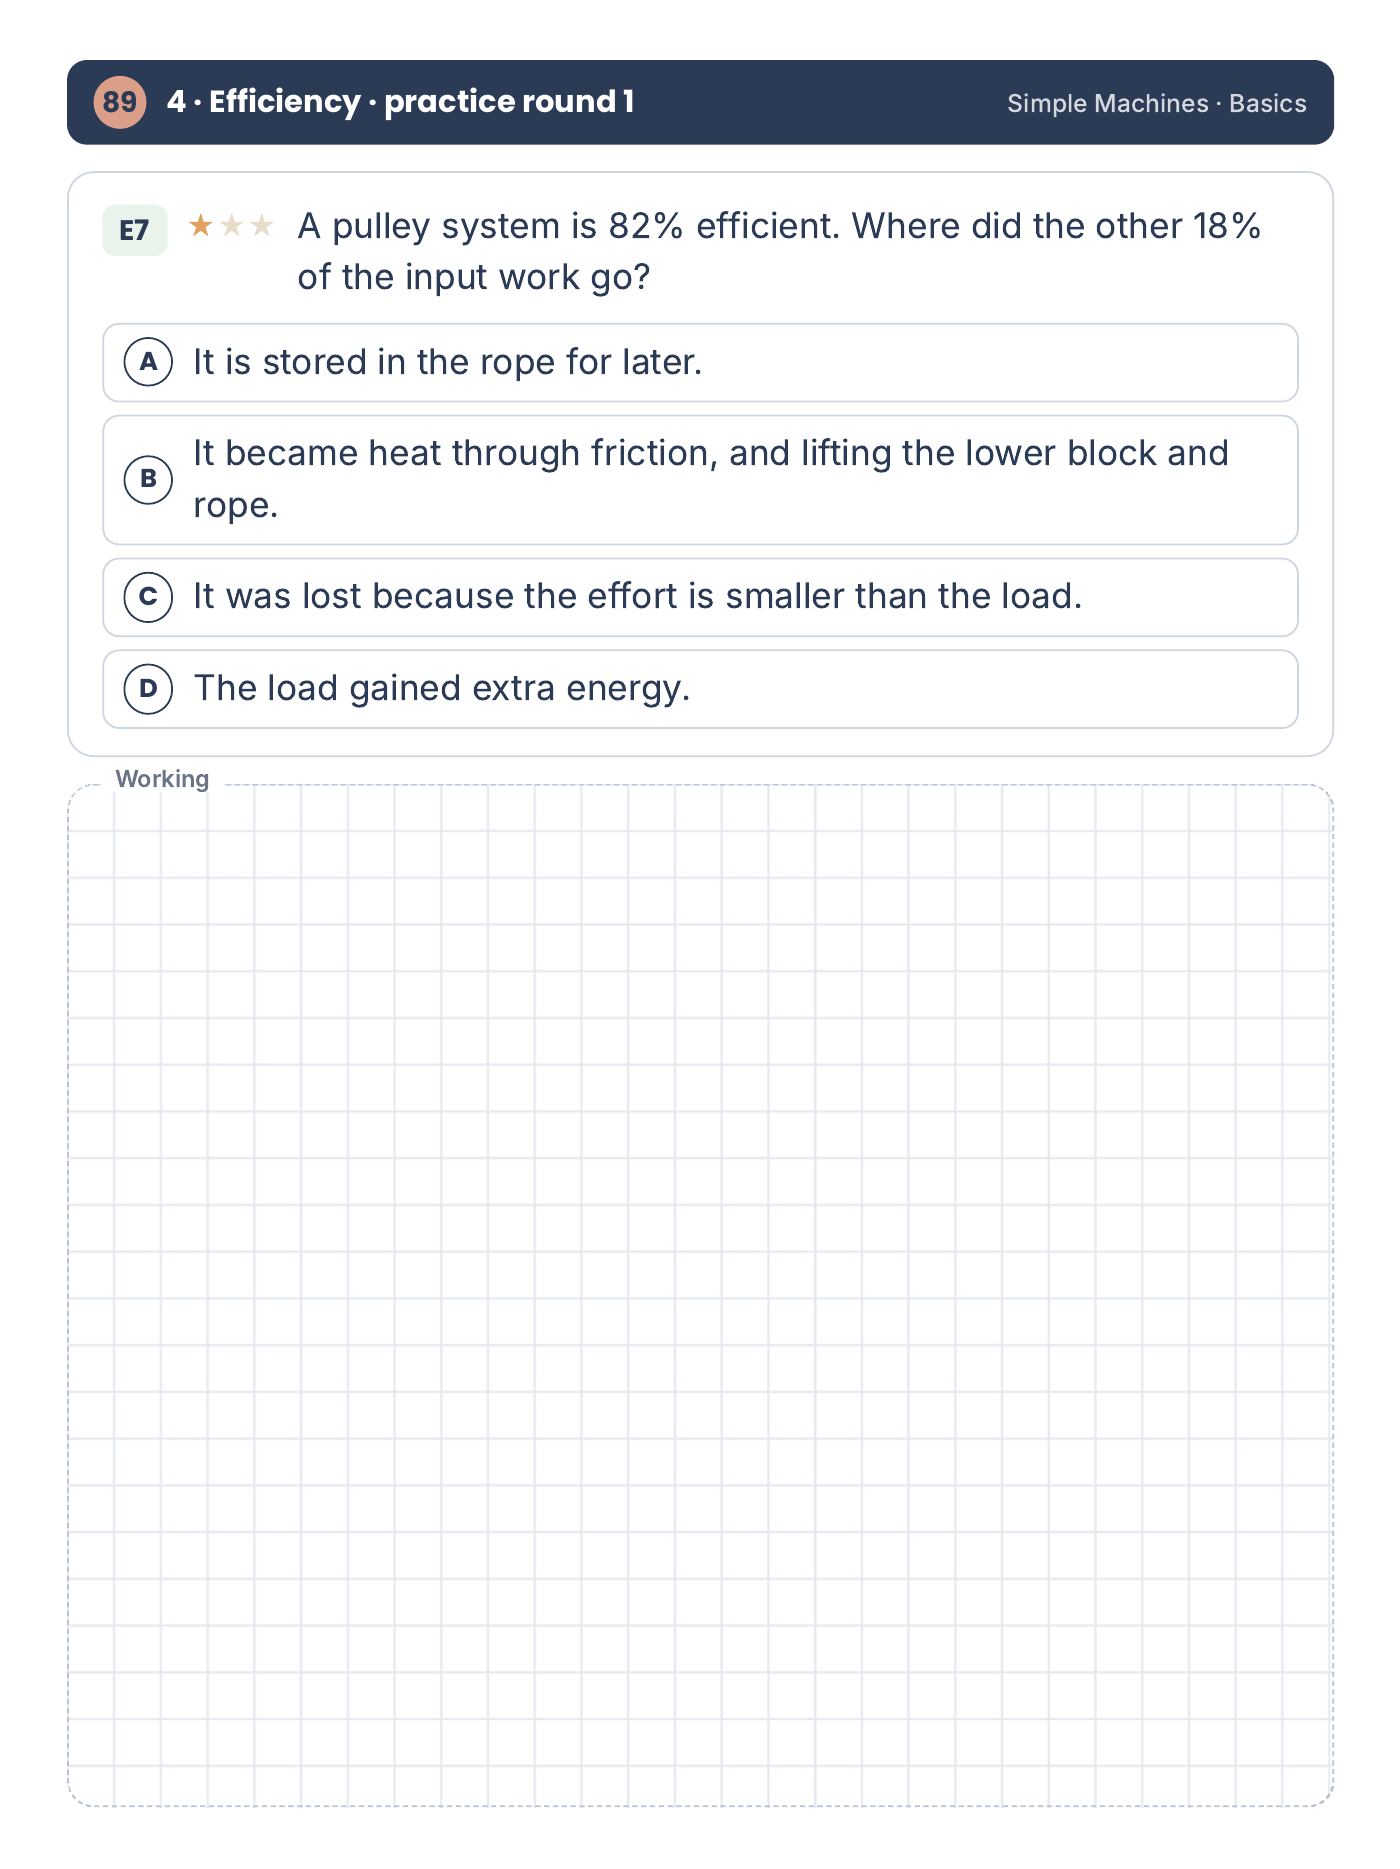 89 4 · Efficiency · practice round 1 Simple Machines · Basics
E7 ★★★ A pulley system is 82% efficient. Where did the other 18%
of the input work go?
A It is stored in the rope for later.
B It became heat through friction, and lifting the lower block and
rope.
C It was lost because the effort is smaller than the load.
D The load gained extra energy.
Working